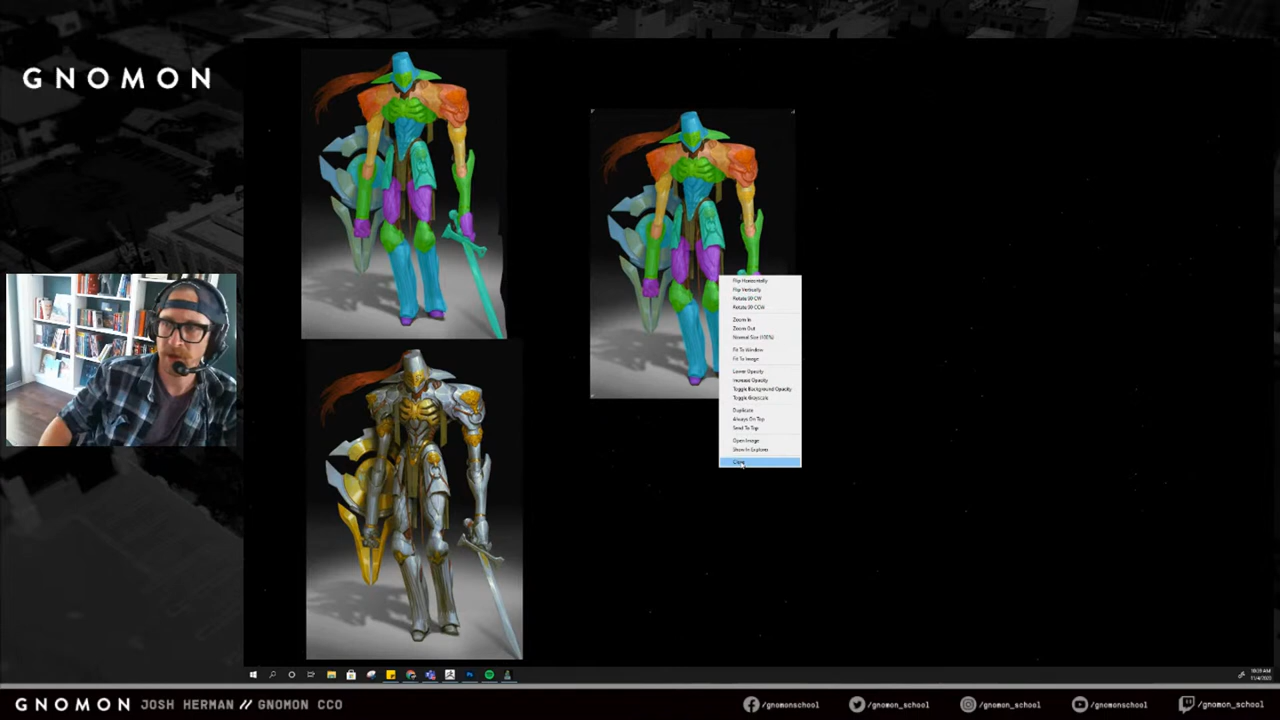 GNOMON
Flip Horizontally
Flip Vertically
Rotate 90 CW
Rotate 90 CCW
Zoom In
Zoom Out
Normal Size (100%)
Fit To Window
Fit To Image
Lower Opacity
Increase Opacity
Toggle Background Opacity
Toggle Grayscale
Duplicate
Always On Top
Send To Top
Open Image
Show In Explorer
Close
GNOMON JOSH HERMAN // GNOMON CCO
/gnomonschool
/gnomon_school
/gnomon_school
/gnomonschool
/gnomon_school